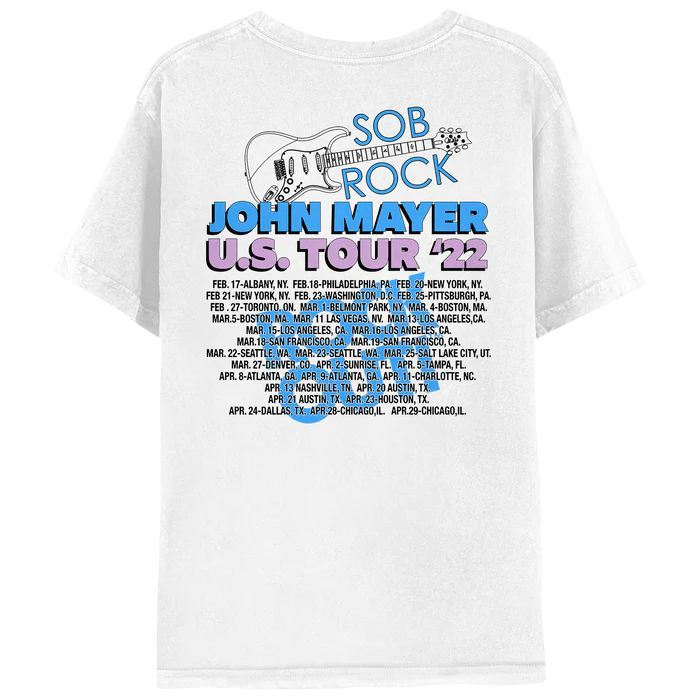 SOB
ROCK
JOHN MAYER
U.S. TOUR '22
FEB. 17-ALBANY, NY. FEB.18-PHILADELPHIA, PA. FEB. 20-NEW YORK, NY.
FEB 21-NEW YORK, NY. FEB. 23-WASHINGTON, D.C. FEB. 25-PITTSBURGH, PA.
FEB . 27-TORONTO, ON. MAR. 1-BELMONT PARK, NY. MAR. 4-BOSTON, MA.
MAR.5-BOSTON, MA. MAR. 11 LAS VEGAS, NV. MAR.13-LOS ANGELES,CA.
MAR. 15-LOS ANGELES, CA. MAR.16-LOS ANGELES, CA.
MAR.18-SAN FRANCISCO, CA MAR.19-SAN FRANCISCO, CA.
MAR. 22-SEATTLE, WA. MAR. 23-SEATTLE, WA. MAR. 25-SALT LAKE CITY, UT.
MAR. 27-DENVER, CO. APR. 2-SUNRISE, FL. APR. 5-TAMPA, FL.
APR. 8-ATLANTA, GA. APR. 9-ATLANTA, GA. APR. 11-CHARLOTTE, NC.
APR. 13 NASHVILLE, TN. APR. 20 AUSTIN, TX.
APR. 21 AUSTIN, TX. APR. 23-HOUSTON, TX.
APR. 24-DALLAS, TX. APR.28-CHICAGO,IL. APR.29-CHICAGO,IL.